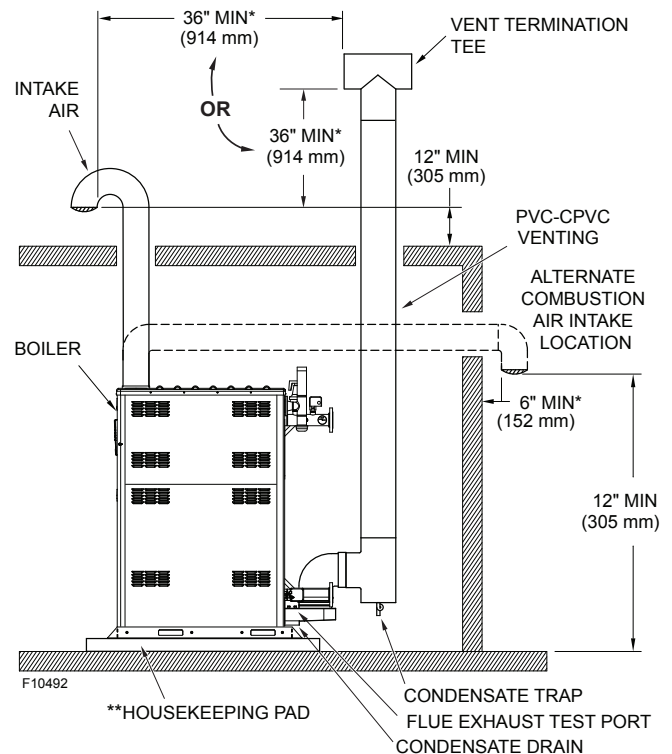 36" MIN*
(914 mm)
VENT TERMINATION
TEE
INTAKE
AIR
OR
36" MIN*
(914 mm)
12" MIN
(305 mm)
PVC-CPVC
VENTING
ALTERNATE
COMBUSTION
AIR INTAKE
LOCATION
BOILER
6" MIN*
(152 mm)
12" MIN
(305 mm)
F10492
**HOUSEKEEPING PAD
CONDENSATE TRAP
FLUE EXHAUST TEST PORT
CONDENSATE DRAIN